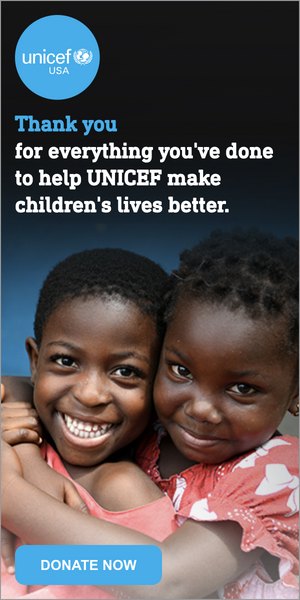 unicef
USA
Thank you
for everything you've done
to help UNICEF make
children's lives better.
DONATE NOW